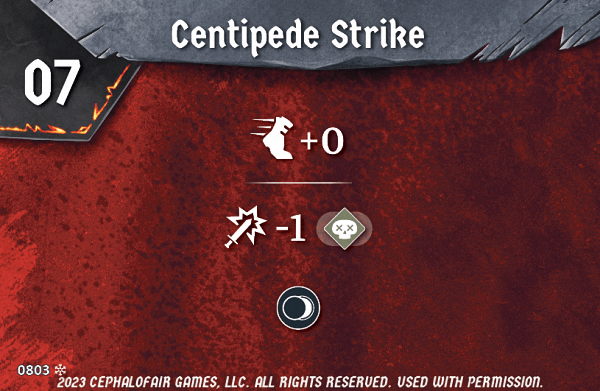 Centipede Strike
07
+0
-1
0803
2023 CEPHALOFAIR GAMES, LLC. ALL RIGHTS RESERVED. USED WITH PERMISSION.